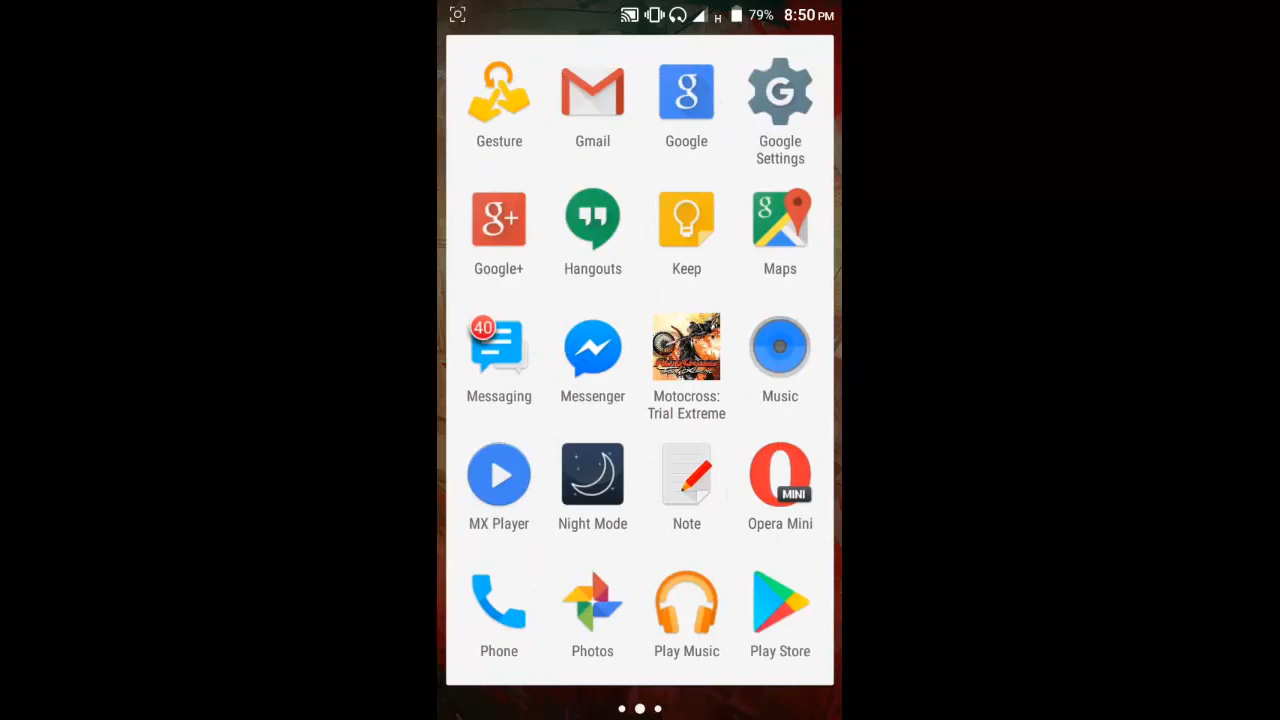 H 79% 8:50 PM
Gesture Gmail Google Google Settings
Google+ Hangouts Keep Maps
40
Messaging Messenger Motocross: Trial Extreme Music
MINI
MX Player Night Mode Note Opera Mini
Phone Photos Play Music Play Store